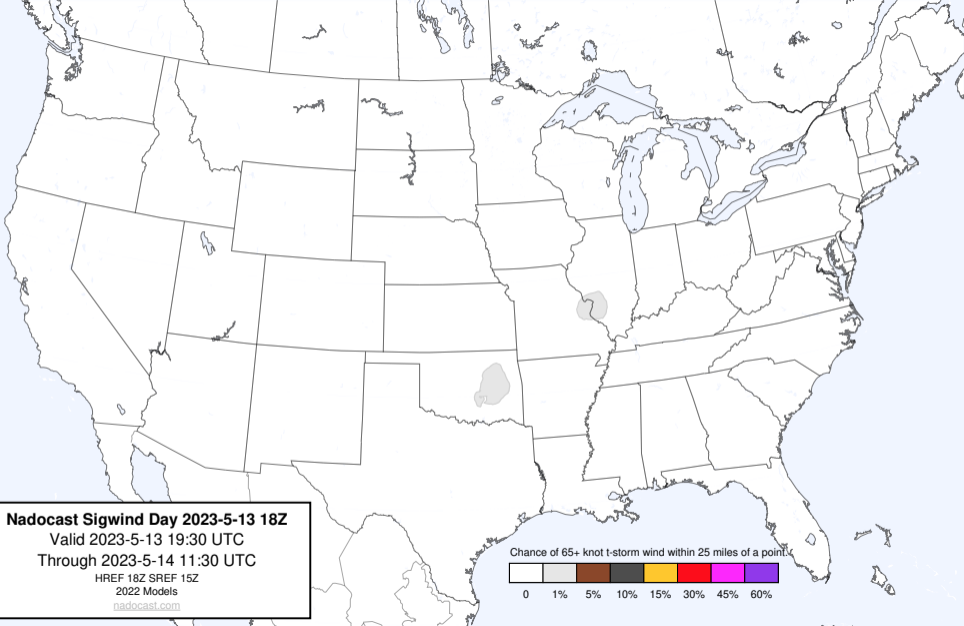 Nadocast Sigwind Day 2023-5-13 18Z
Valid 2023-5-13 19:30 UTC
Through 2023-5-14 11:30 UTC
HREF 18Z SREF 15Z
2022 Models
nadocast.com
Chance of 65+ knot t-storm wind within 25 miles of a point.
0 1% 5% 10% 15% 30% 45% 60%